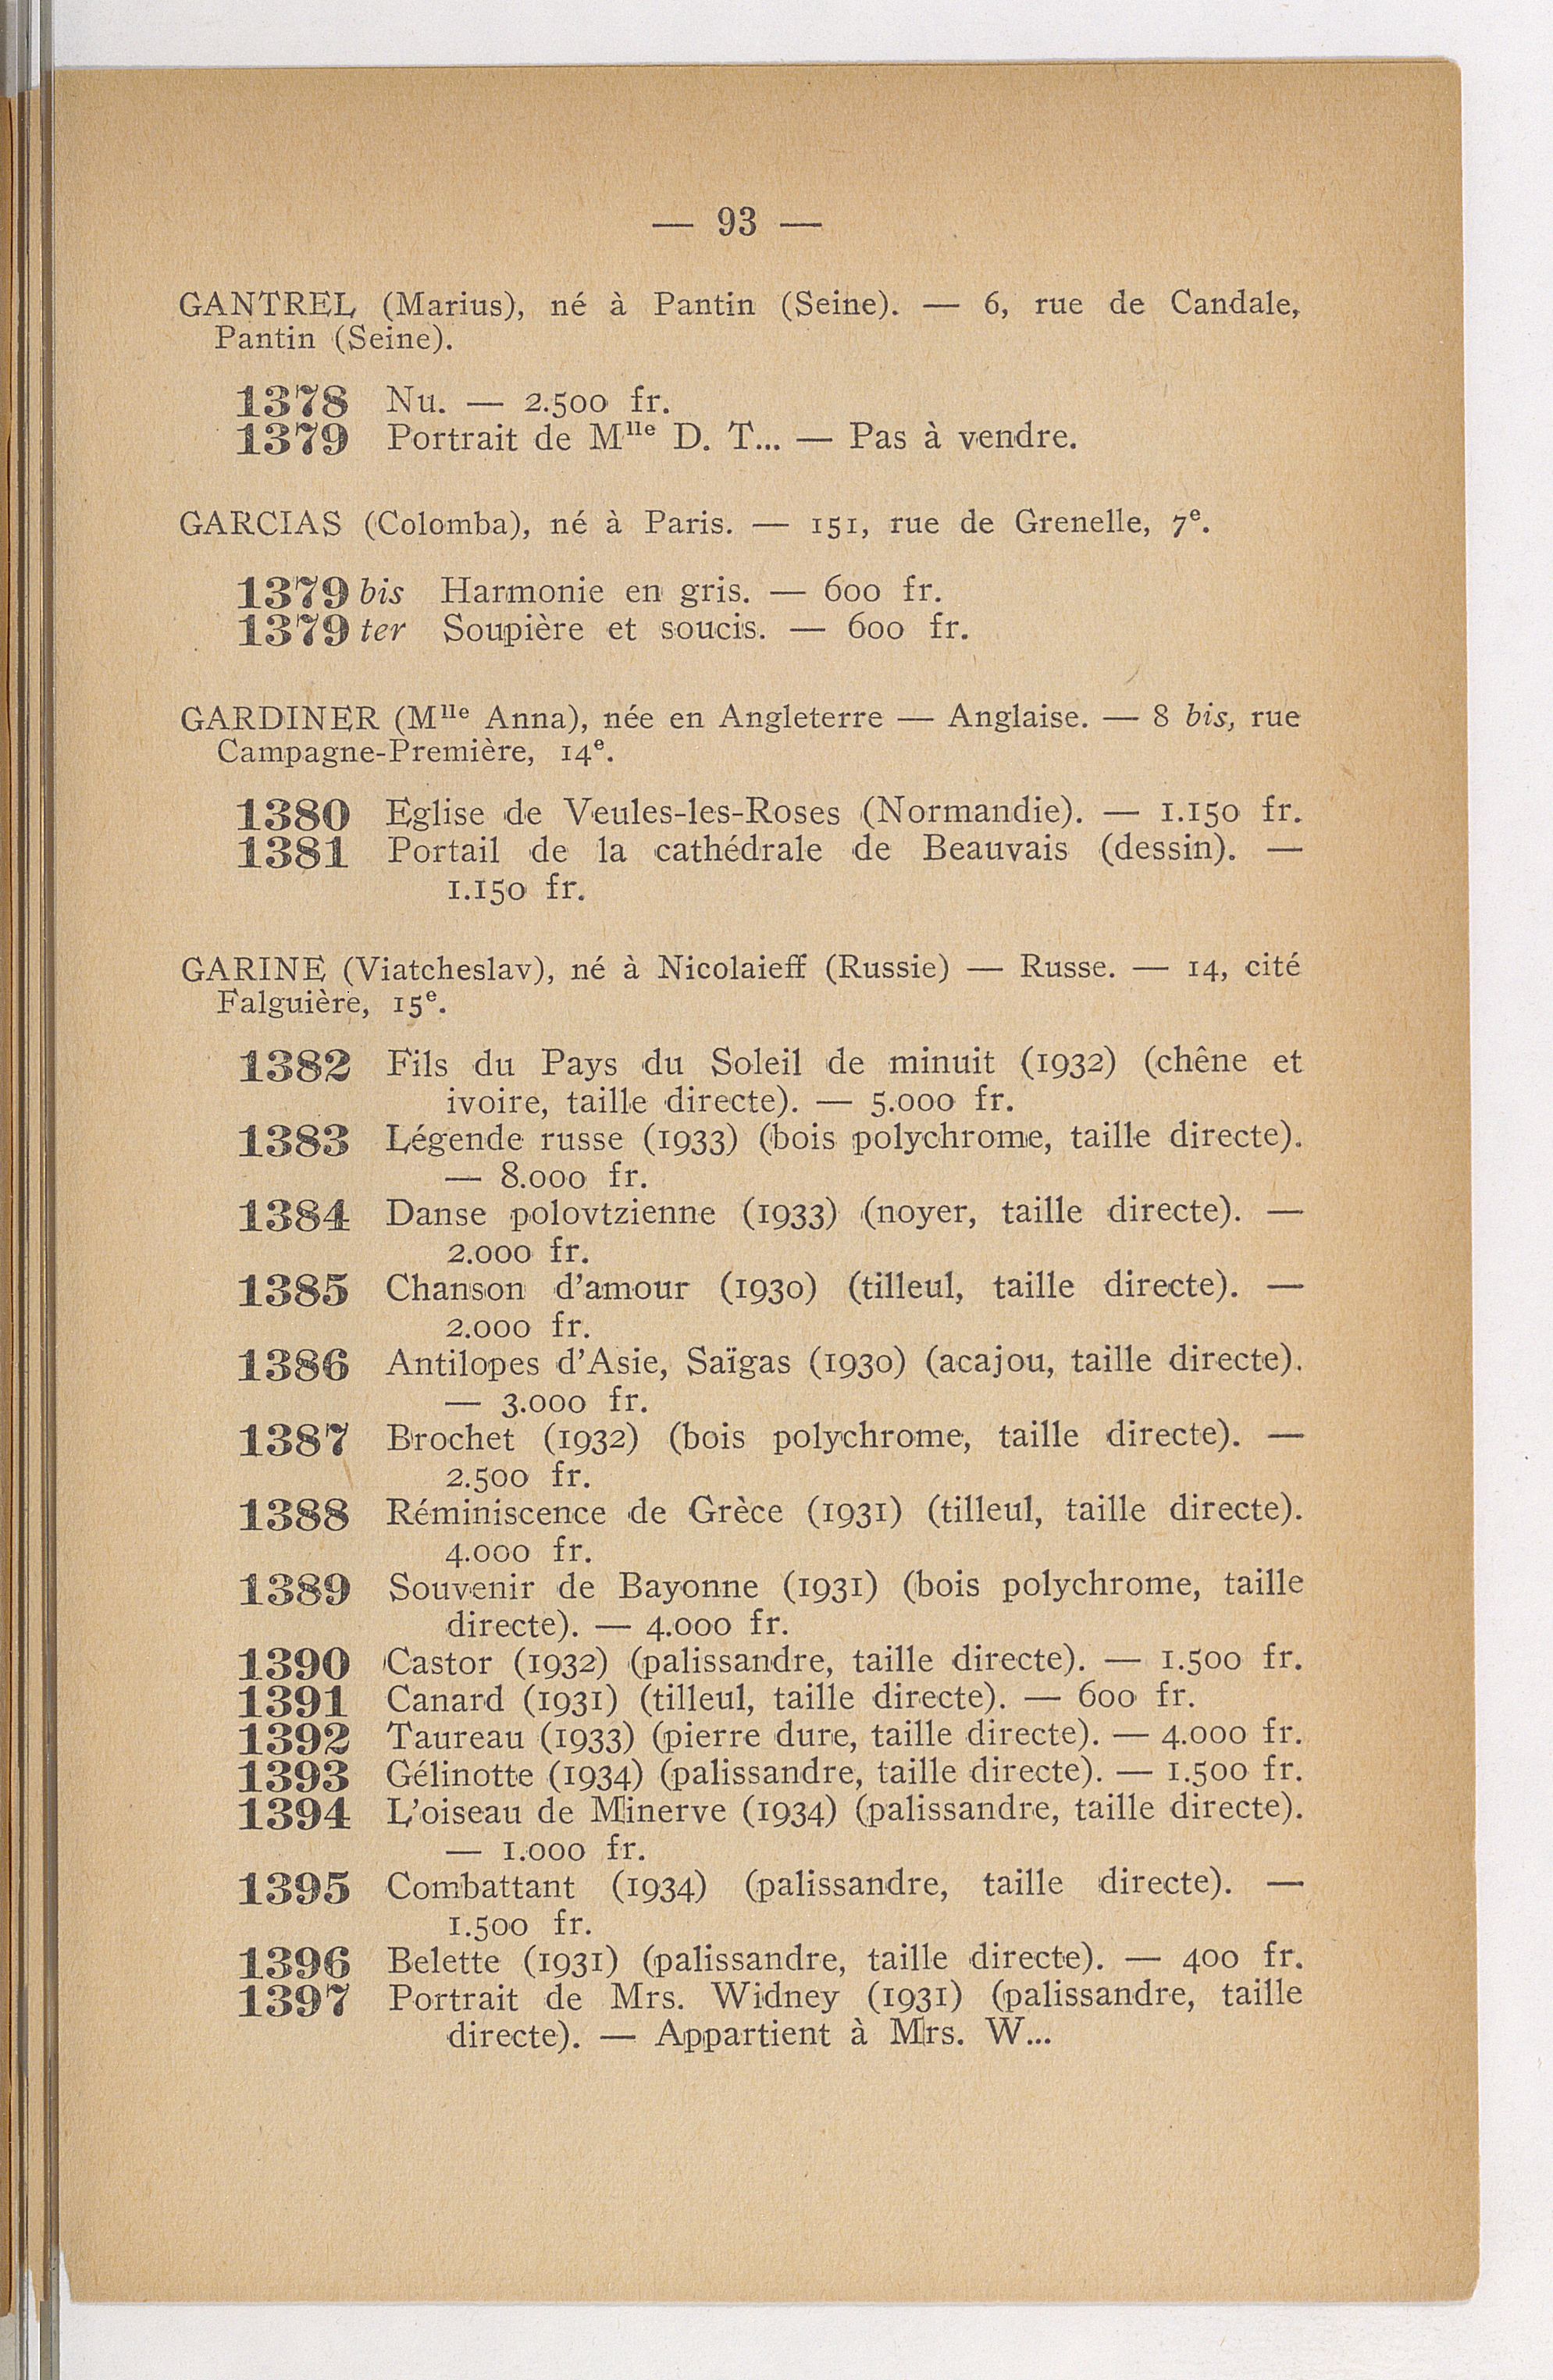 — 93 —
GANTREL (Marius), né à Pantin (Seine). — 6, rue de Candale,
Pantin (Seine).
1378 Nu. — 2.500 fr.
1379 Portrait de Mlle D. T... — Pas à vendre.
GARCIAS (Colomba), né à Paris. — 151, rue de Grenelle, 7e.
1379 bis Harmonie en gris. — 600 fr.
1379 ter Soupière et soucis. — 600 fr.
GARDINER (Mlle Anna), née en Angleterre — Anglaise. — 8 bis, rue
Campagne-Première, 14e.
1380 Eglise de Veules-les-Roses (Normandie). — 1.150 fr.
1381 Portail de la cathédrale de Beauvais (dessin). —
1.150 fr.
GARINE (Viatcheslav), né à Nicolaieff (Russie) — Russe. — 14, cité
Falguière, 15e.
1382 Fils du Pays du Soleil de minuit (1932) (chêne et
ivoire, taille directe). — 5.000 fr.
1383 Légende russe (1933) (bois polychrome, taille directe).
— 8.000 fr.
1384 Danse polovtzienne (1933) (noyer, taille directe). —
2.000 fr.
1385 Chanson d'amour (1930) (tilleul, taille directe). —
2.000 fr.
1386 Antilopes d'Asie, Saïgas (1930) (acajou, taille directe).
— 3.000 fr.
1387 Brochet (1932) (bois polychrome, taille directe). —
2.500 fr.
1388 Réminiscence de Grèce (1931) (tilleul, taille directe).
4.000 fr.
1389 Souvenir de Bayonne (1931) (bois polychrome, taille
directe). — 4.000 fr.
1390 Castor (1932) (palissandre, taille directe). — 1.500 fr.
1391 Canard (1931) (tilleul, taille directe). — 600 fr.
1392 Taureau (1933) (pierre dure, taille directe). — 4.000 fr.
1393 Gélinotte (1934) (palissandre, taille directe). — 1.500 fr.
1394 L'oiseau de Minerve (1934) (palissandre, taille directe).
— 1.000 fr.
1395 Combattant (1934) (palissandre, taille directe). —
1.500 fr.
1396 Belette (1931) (palissandre, taille directe). — 400 fr.
1397 Portrait de Mrs. Widney (1931) (palissandre, taille
directe). — Appartient à Mrs. W...